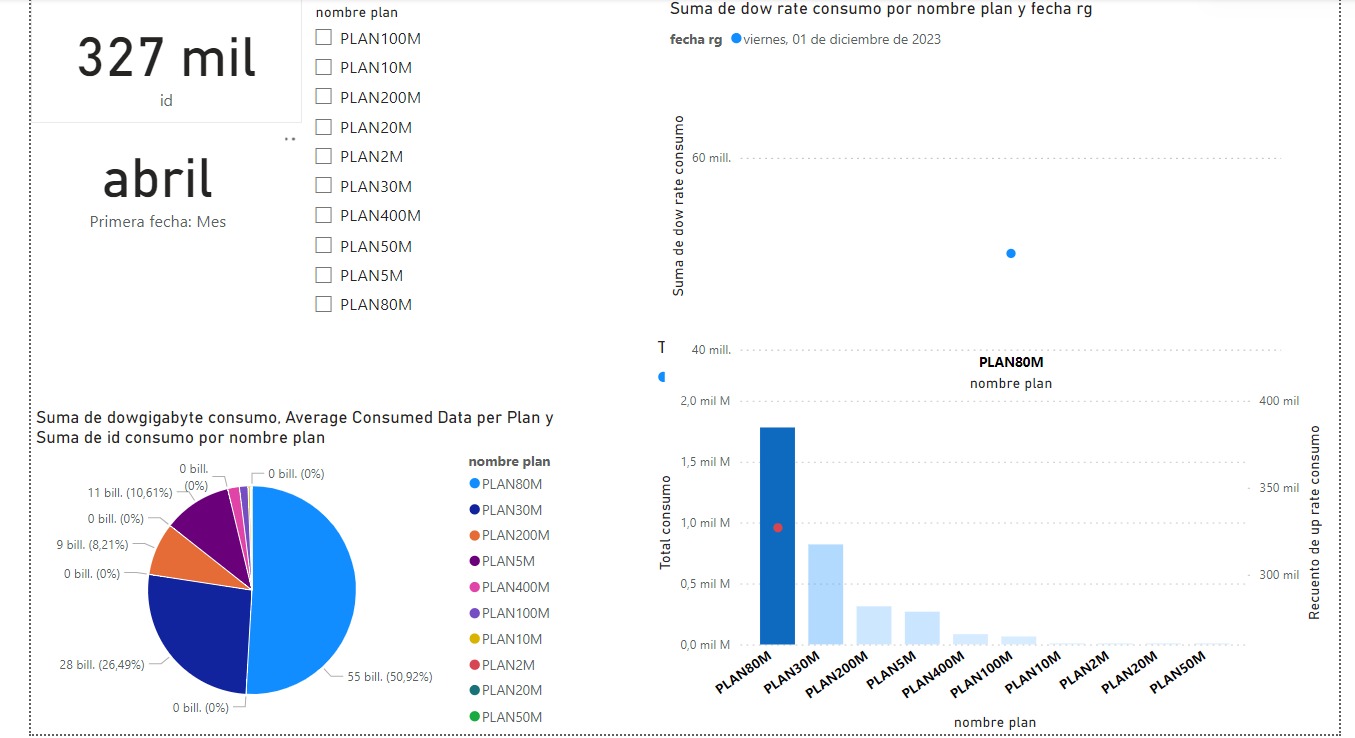 327 mil
id
abril
Primera fecha: Mes
nombre plan
PLAN100M
PLAN10M
PLAN200M
PLAN20M
PLAN2M
PLAN30M
PLAN400M
PLAN50M
PLAN5M
PLAN80M
Suma de dow rate consumo por nombre plan y fecha rg
fecha rg viernes, 01 de diciembre de 2023
Suma de dow rate consumo
60 mill.
40 mill.
PLAN80M
nombre plan
T
Suma de dowgigabyte consumo, Average Consumed Data per Plan y
Suma de id consumo por nombre plan
0 bill.
(0%)
0 bill. (0%)
11 bill. (10,61%)
0 bill. (0%)
9 bill. (8,21%)
0 bill. (0%)
28 bill. (26,49%)
0 bill. (0%)
55 bill. (50,92%)
nombre plan
PLAN80M
PLAN30M
PLAN200M
PLAN5M
PLAN400M
PLAN100M
PLAN10M
PLAN2M
PLAN20M
PLAN50M
Total consumo
2,0 mil M
1,5 mil M
1,0 mil M
0,5 mil M
0,0 mil M
400 mil
350 mil
300 mil
Recuento de up rate consumo
PLAN80M
PLAN30M
PLAN200M
PLAN5M
PLAN400M
PLAN100M
PLAN10M
PLAN2M
PLAN20M
PLAN50M
nombre plan